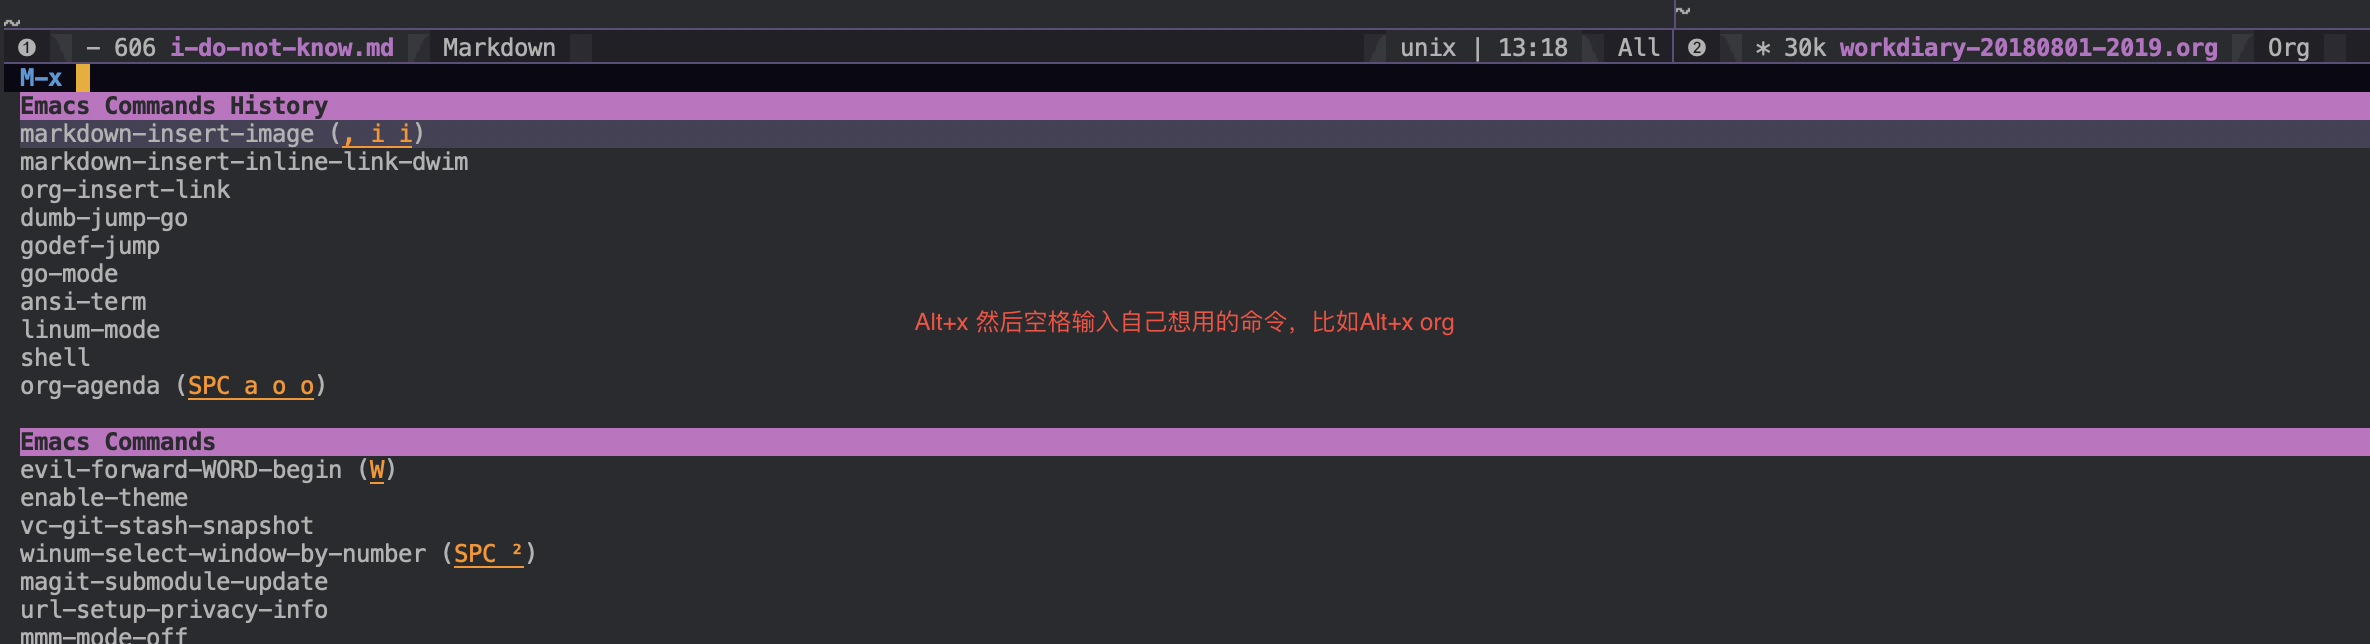 ~ ~
❶ - 606 i-do-not-know.md Markdown unix | 13:18 All ❷ * 30k workdiary-20180801-2019.org Org
M-x
Emacs Commands History
markdown-insert-image (, i i)
markdown-insert-inline-link-dwim
org-insert-link
dumb-jump-go
godef-jump
go-mode
ansi-term
Alt+x 然后空格输入自己想用的命令，比如Alt+x org
linum-mode
shell
org-agenda (SPC a o o)
Emacs Commands
evil-forward-WORD-begin (W)
enable-theme
vc-git-stash-snapshot
winum-select-window-by-number (SPC ²)
magit-submodule-update
url-setup-privacy-info
mmm-mode-off